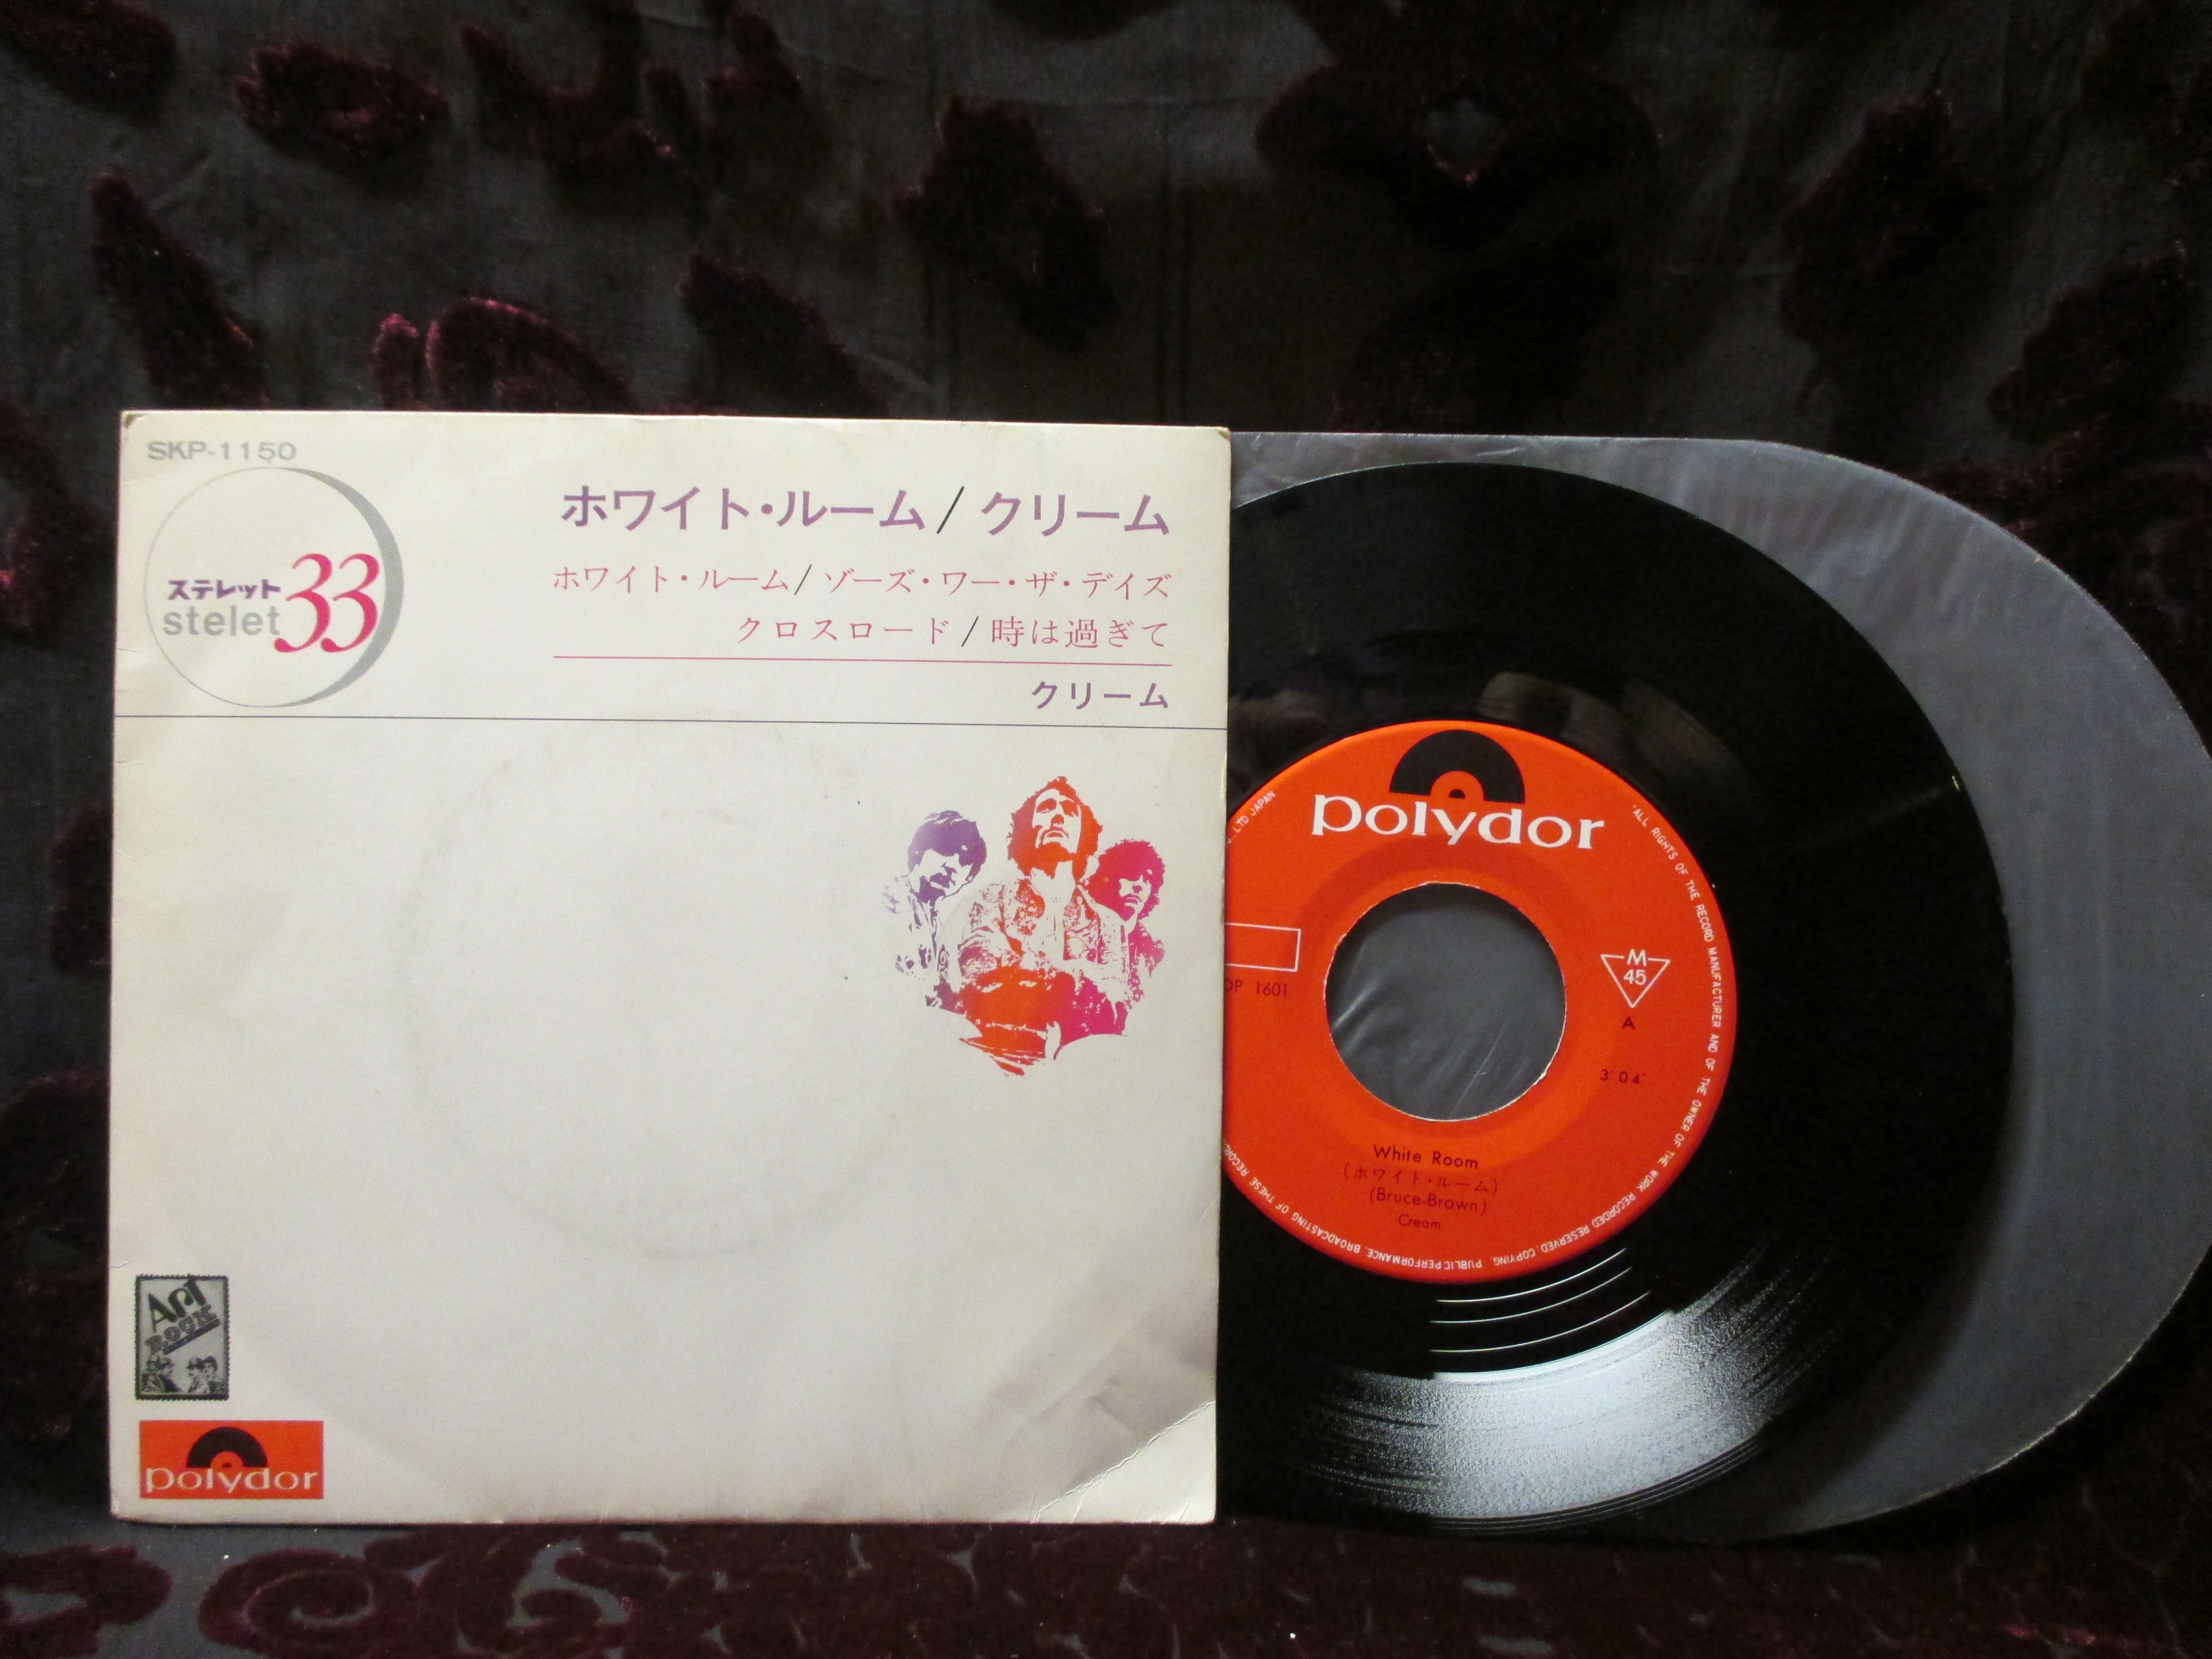 SKP-1150
ステレット
stelet 33
ホワイト・ルーム/クリーム
ホワイト・ルーム/ゾーズ・ワー・ザ・デイズ
クロスロード/時は過ぎて
クリーム
Art
ROCK
polydor
polydor
LTD JAPAN
ALL RIGHTS OF THE RECORD MANUFACTURER AND OF THE OWNER OF THE WORK RECORDED RESERVED. COPYING, PUBLIC PERFORMANCE, BROADCASTING OF THESE
DP 1601
M
45
A
3'04"
White Room
(ホワイト・ルーム)
(Bruce-Brown)
Cream